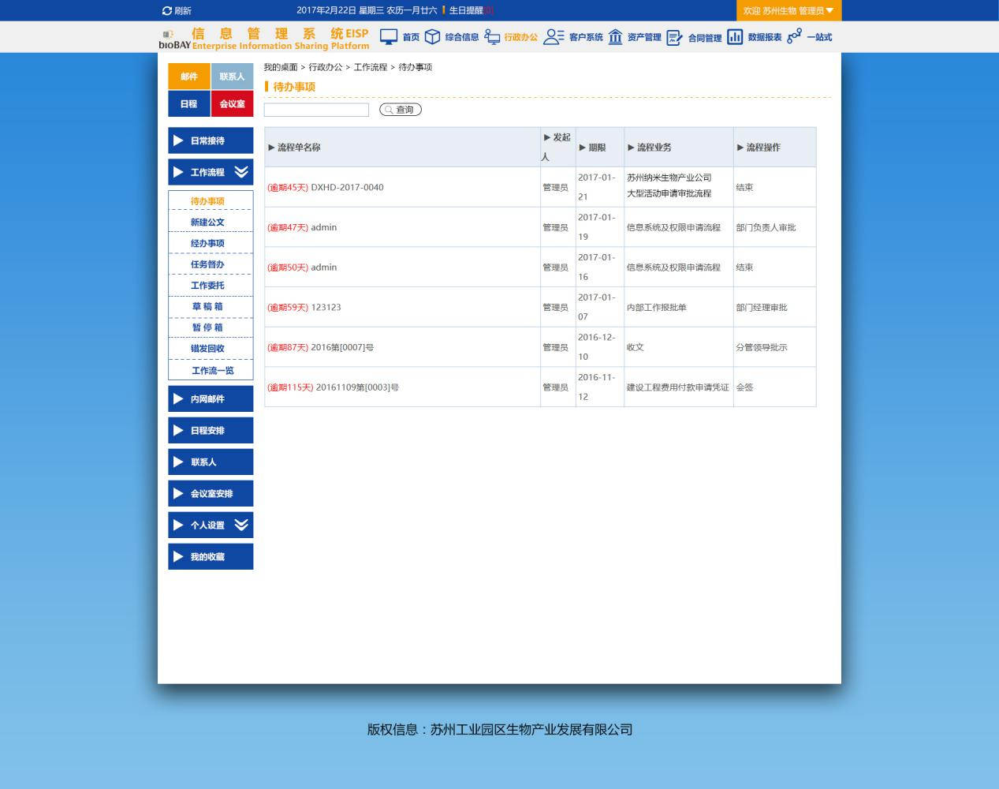 刷新
2017年2月22日 星期三 农历一月廿六 生日提醒[0]
欢迎 苏州生物 管理员
bioBAY
信息管理系统EISP
Enterprise Information Sharing Platform
首页 综合信息 行政办公 客户系统 资产管理 合同管理 数据报表 一站式
邮件 联系人
日程 会议室
日常接待
工作流程
待办事项
新建公文
经办事项
任务督办
工作委托
草 稿 箱
暂 停 箱
错发回收
工作流一览
内网邮件
日程安排
联系人
会议室安排
个人设置
我的收藏
我的桌面 > 行政办公 > 工作流程 > 待办事项
待办事项
查询
流程单名称 发起人 期限 流程业务 流程操作
(逾期45天) DXHD-2017-0040 管理员 2017-01-21 苏州纳米生物产业公司大型活动申请审批流程 结束
(逾期47天) admin 管理员 2017-01-19 信息系统及权限申请流程 部门负责人审批
(逾期50天) admin 管理员 2017-01-16 信息系统及权限申请流程 结束
(逾期59天) 123123 管理员 2017-01-07 内部工作报批单 部门经理审批
(逾期87天) 2016第[0007]号 管理员 2016-12-10 收文 分管领导批示
(逾期115天) 20161109第[0003]号 管理员 2016-11-12 建设工程费用付款申请凭证 会签
版权信息：苏州工业园区生物产业发展有限公司